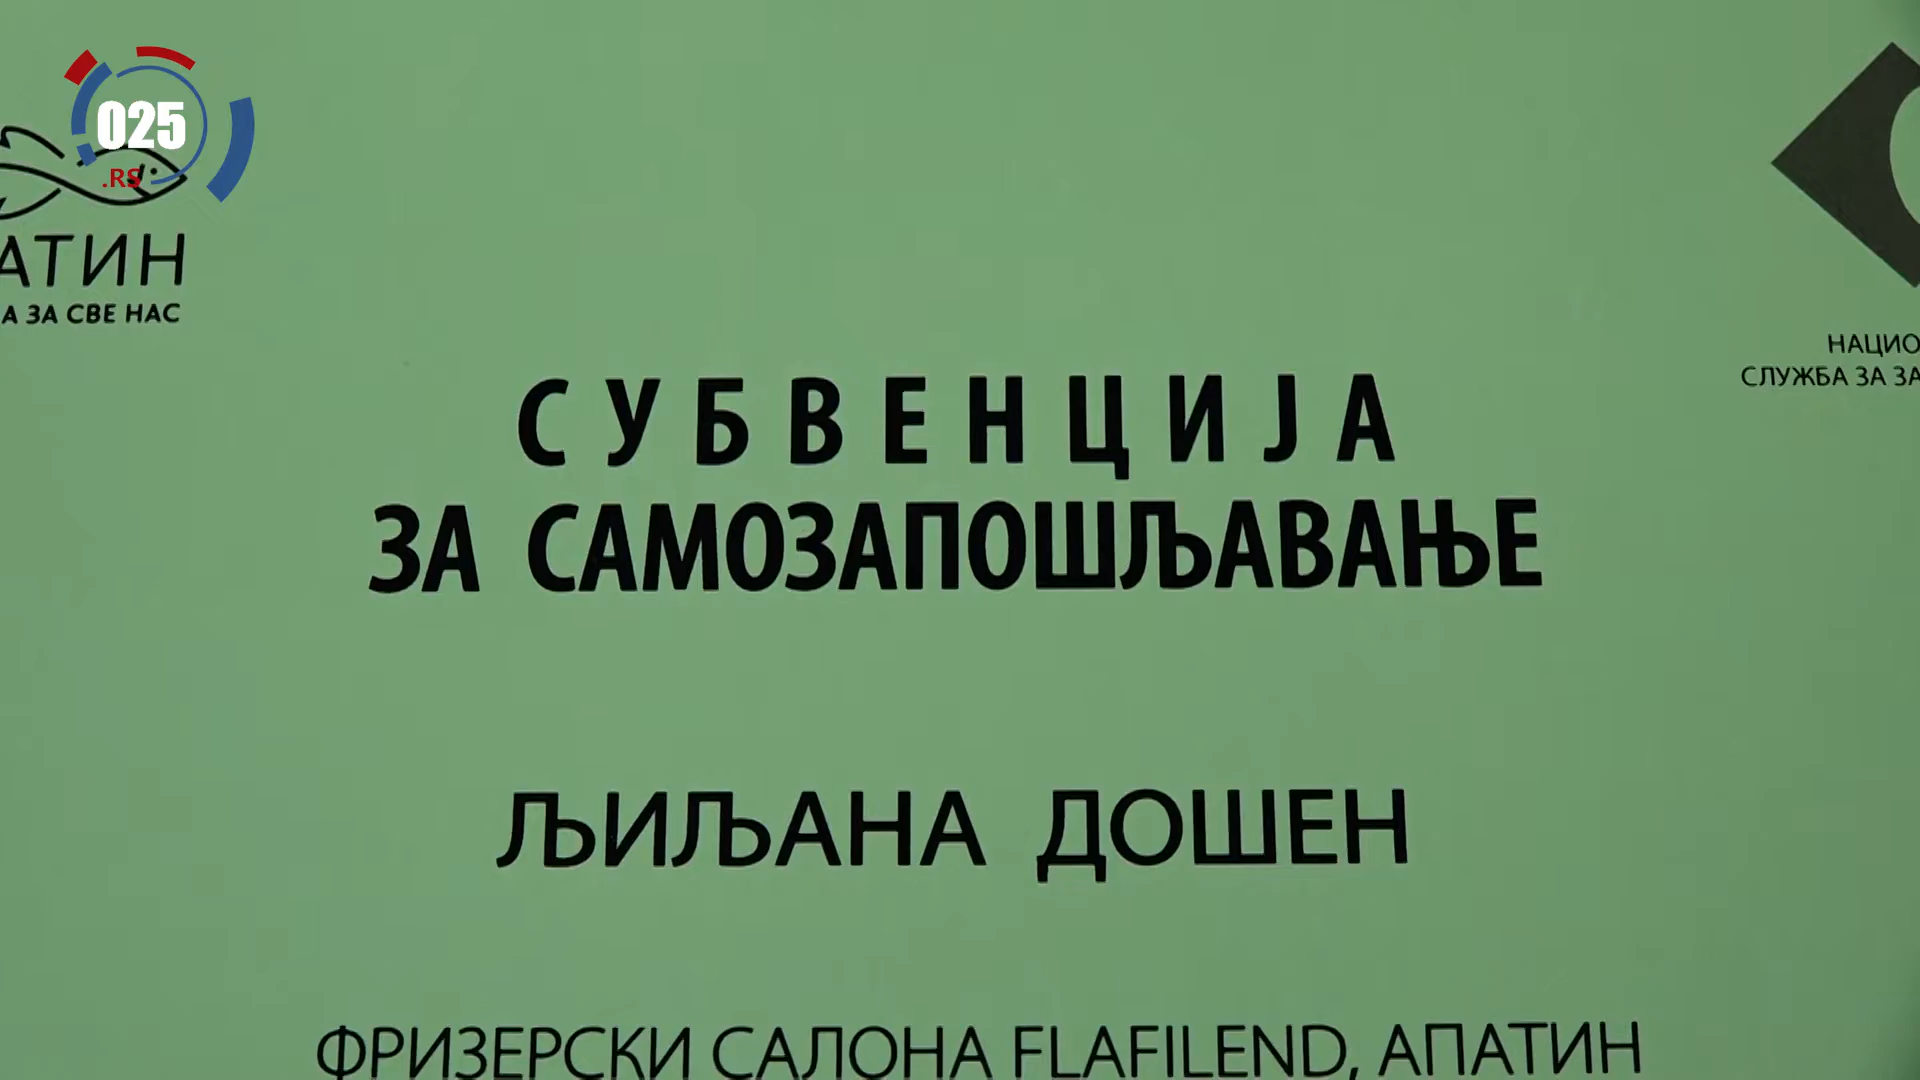 025
.RS
АТИН
А ЗА СВЕ НАС
НАЦИО
СЛУЖБА ЗА ЗА
СУБВЕНЦИЈА
ЗА САМОЗАПОШЉАВАЊЕ
ЉИЉАНА ДОШЕН
ФРИЗЕРСКИ САЛОНА FLAFILEND, АПАТИН